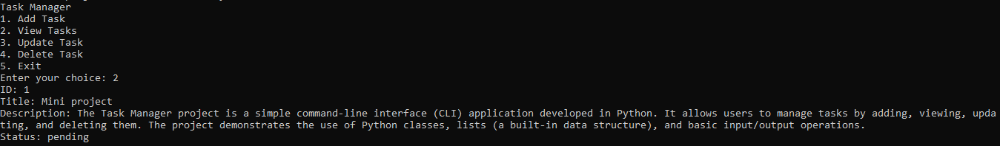 Task Manager
1. Add Task
2. View Tasks
3. Update Task
4. Delete Task
5. Exit
Enter your choice: 2
ID: 1
Title: Mini project
Description: The Task Manager project is a simple command-line interface (CLI) application developed in Python. It allows users to manage tasks by adding, viewing, upda
ting, and deleting them. The project demonstrates the use of Python classes, lists (a built-in data structure), and basic input/output operations.
Status: pending